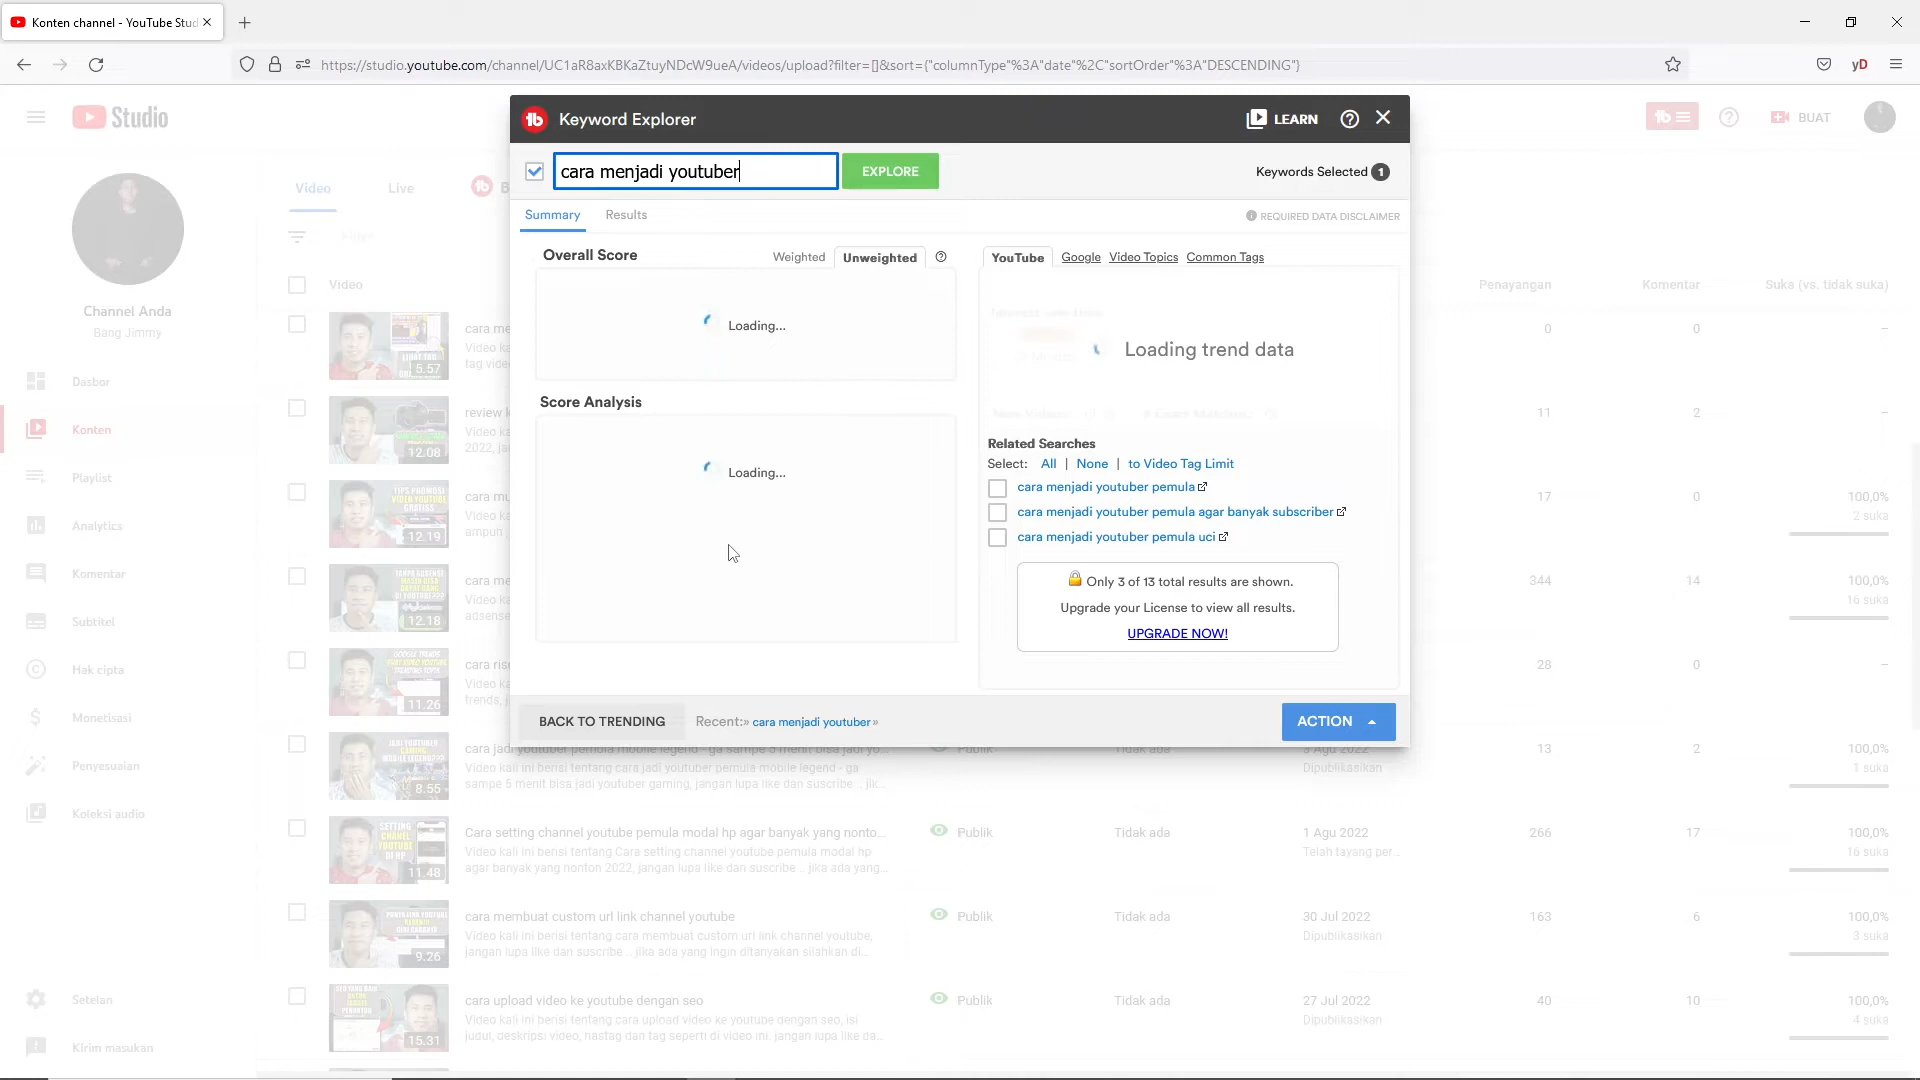 Konten channel - YouTube Stud
https://studio.youtube.com/channel/UC1aR8axKBKaZtuyNDcW9ueA/videos/upload?filter=[]&sort={"columnType"%3A"date"%2C"sortOrder"%3A"DESCENDING"}
yD
Studio
BUAT
Keyword Explorer
LEARN
cara menjadi youtuber
EXPLORE
Keywords Selected 1
Summary
Results
REQUIRED DATA DISCLAIMER
Overall Score
Weighted
Unweighted
Loading...
Score Analysis
Loading...
YouTube
Google
Video Topics
Common Tags
Loading trend data
Related Searches
Select: All | None | to Video Tag Limit
cara menjadi youtuber pemula
cara menjadi youtuber pemula agar banyak subscriber
cara menjadi youtuber pemula uci
Only 3 of 13 total results are shown.
Upgrade your License to view all results.
UPGRADE NOW!
BACK TO TRENDING
Recent:» cara menjadi youtuber »
ACTION
Channel Anda
Bang Jimmy
Dasbor
Konten
Playlist
Analytics
Komentar
Subtitel
Hak cipta
Monetisasi
Penyesuaian
Koleksi audio
Setelan
Kirim masukan
Video
Live
Filter
Video
Penayangan
Komentar
Suka (vs. tidak suka)
5.57
cara me
Video ka
tag vide
0
0
–
12.08
review k
Video ka
2022, ja
11
2
–
TIPS PROMOSI
VIDEO YOUTUBE
GRATISS
12.19
cara mu
Video ka
ampun,
17
0
100,0%
2 suka
12.18
cara me
Video ka
adsense
344
14
100,0%
16 suka
GOOGLE TRENDS
11.26
cara rise
Video ka
trends, j
28
0
–
8.55
cara jadi youtuber pemula mobile legend - ga sampe 5 menit bisa jadi yo...
Video kali ini berisi tentang cara jadi youtuber pemula mobile legend - ga
sampe 5 menit bisa jadi youtuber gaming, jangan lupa like dan suscribe .. jik...
Publik
Tidak ada
3 Agu 2022
Dipublikasikan
13
2
100,0%
1 suka
SETTING
CHANEL
YOUTUBE
DI HP
11.48
Cara setting channel youtube pemula modal hp agar banyak yang nonto...
Video kali ini berisi tentang Cara setting channel youtube pemula modal hp
agar banyak yang nonton 2022, jangan lupa like dan suscribe .. jika ada yang...
Publik
Tidak ada
1 Agu 2022
Telah tayang per...
266
17
100,0%
16 suka
9.26
cara membuat custom url link channel youtube
Video kali ini berisi tentang cara membuat custom url link channel youtube,
jangan lupa like dan suscribe .. jika ada yang ingin ditanyakan silahkan di...
Publik
Tidak ada
30 Jul 2022
Dipublikasikan
163
6
100,0%
3 suka
15.31
cara upload video ke youtube dengan seo
Video kali ini berisi tentang cara upload video ke youtube dengan seo, isi
judul, deskripsi video, hastag dan tag seperti di video ini. jangan lupa like da...
Publik
Tidak ada
27 Jul 2022
Dipublikasikan
40
10
100,0%
4 suka